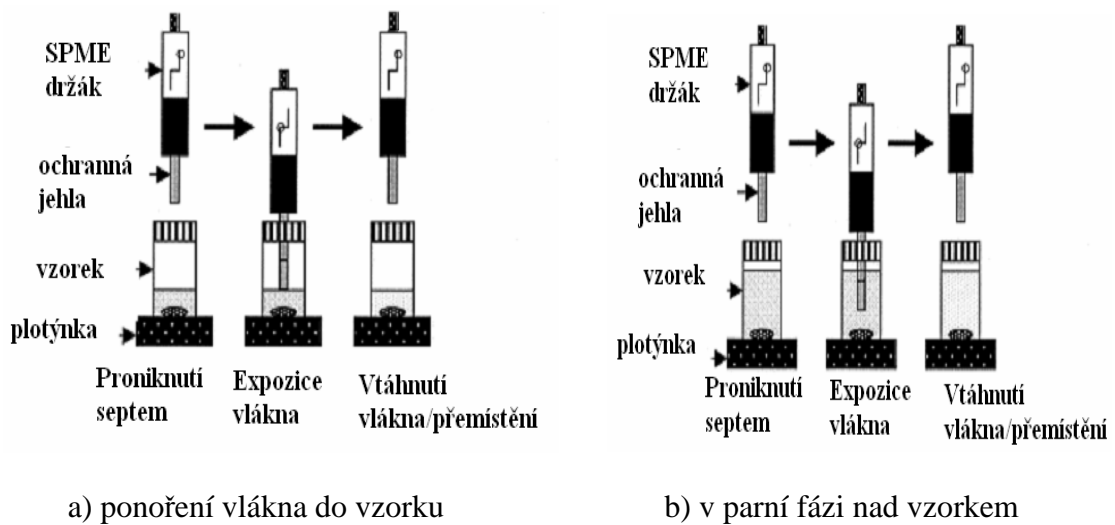 SPME
držák
ochranná
jehla
vzorek
plotýnka
Proniknutí
septem
Expozice
vlákna
Vtáhnutí
vlákna/přemístění
a) ponoření vlákna do vzorku
SPME
držák
ochranná
jehla
vzorek
plotýnka
Proniknutí
septem
Expozice
vlákna
Vtáhnutí
vlákna/přemístění
b) v parní fázi nad vzorkem